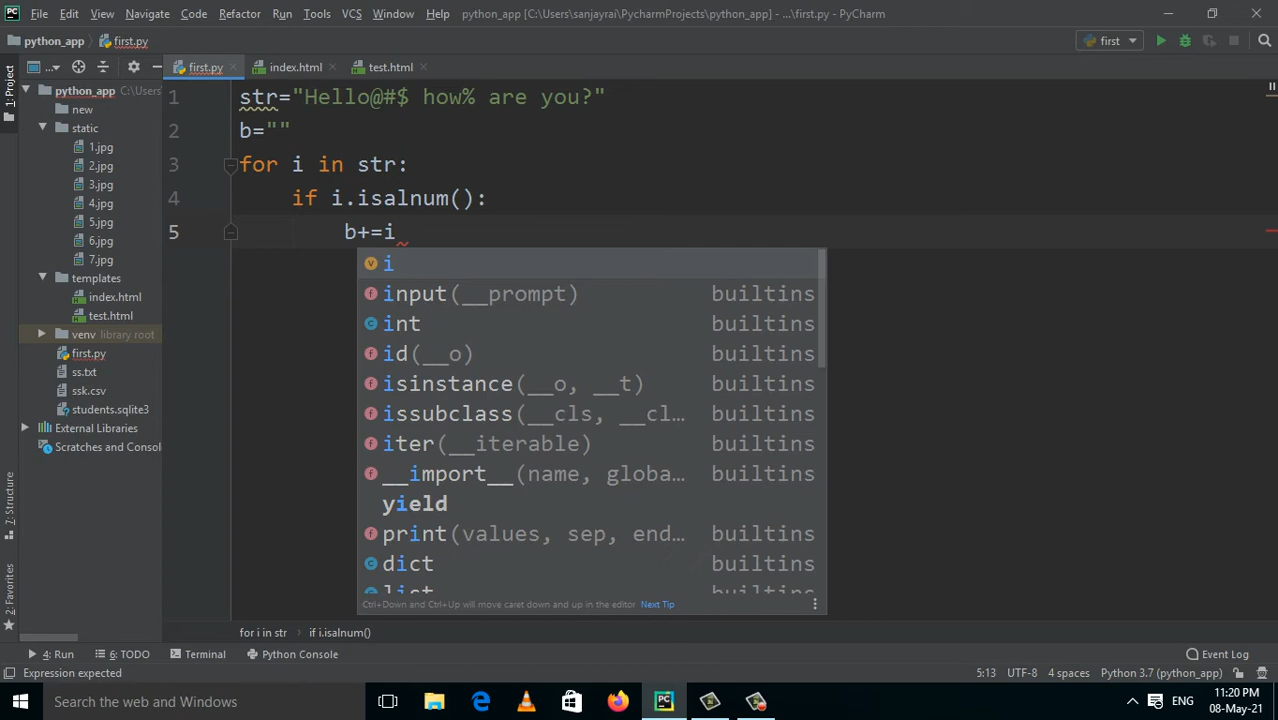 File Edit View Navigate Code Refactor Run Tools VCS Window Help python_app [C:\Users\sanjayrai\PycharmProjects\python_app] - ...\first.py - PyCharm
python_app first.py first
1: Project
... first.py index.html test.html
python_app C:\Users
new
static
1.jpg
2.jpg
3.jpg
4.jpg
5.jpg
6.jpg
7.jpg
templates
index.html
test.html
venv library root
first.py
ss.txt
ssk.csv
students.sqlite3
External Libraries
Scratches and Consol
7: Structure
2: Favorites
1 str="Hello@#$ how% are you?"
2 b=""
3 for i in str:
4 if i.isalnum():
5 b+=i
i
input(__prompt) builtins
int builtins
id(__o) builtins
isinstance(__o, __t) builtins
issubclass(__cls, __cl… builtins
iter(__iterable) builtins
__import__(name, globa… builtins
yield
print(values, sep, end… builtins
dict builtins
list builtins
Ctrl+Down and Ctrl+Up will move caret down and up in the editor Next Tip
for i in str if i.isalnum()
4: Run 6: TODO Terminal Python Console Event Log
Expression expected 5:13 UTF-8 4 spaces Python 3.7 (python_app)
Search the web and Windows PC ENG 11:20 PM
08-May-21